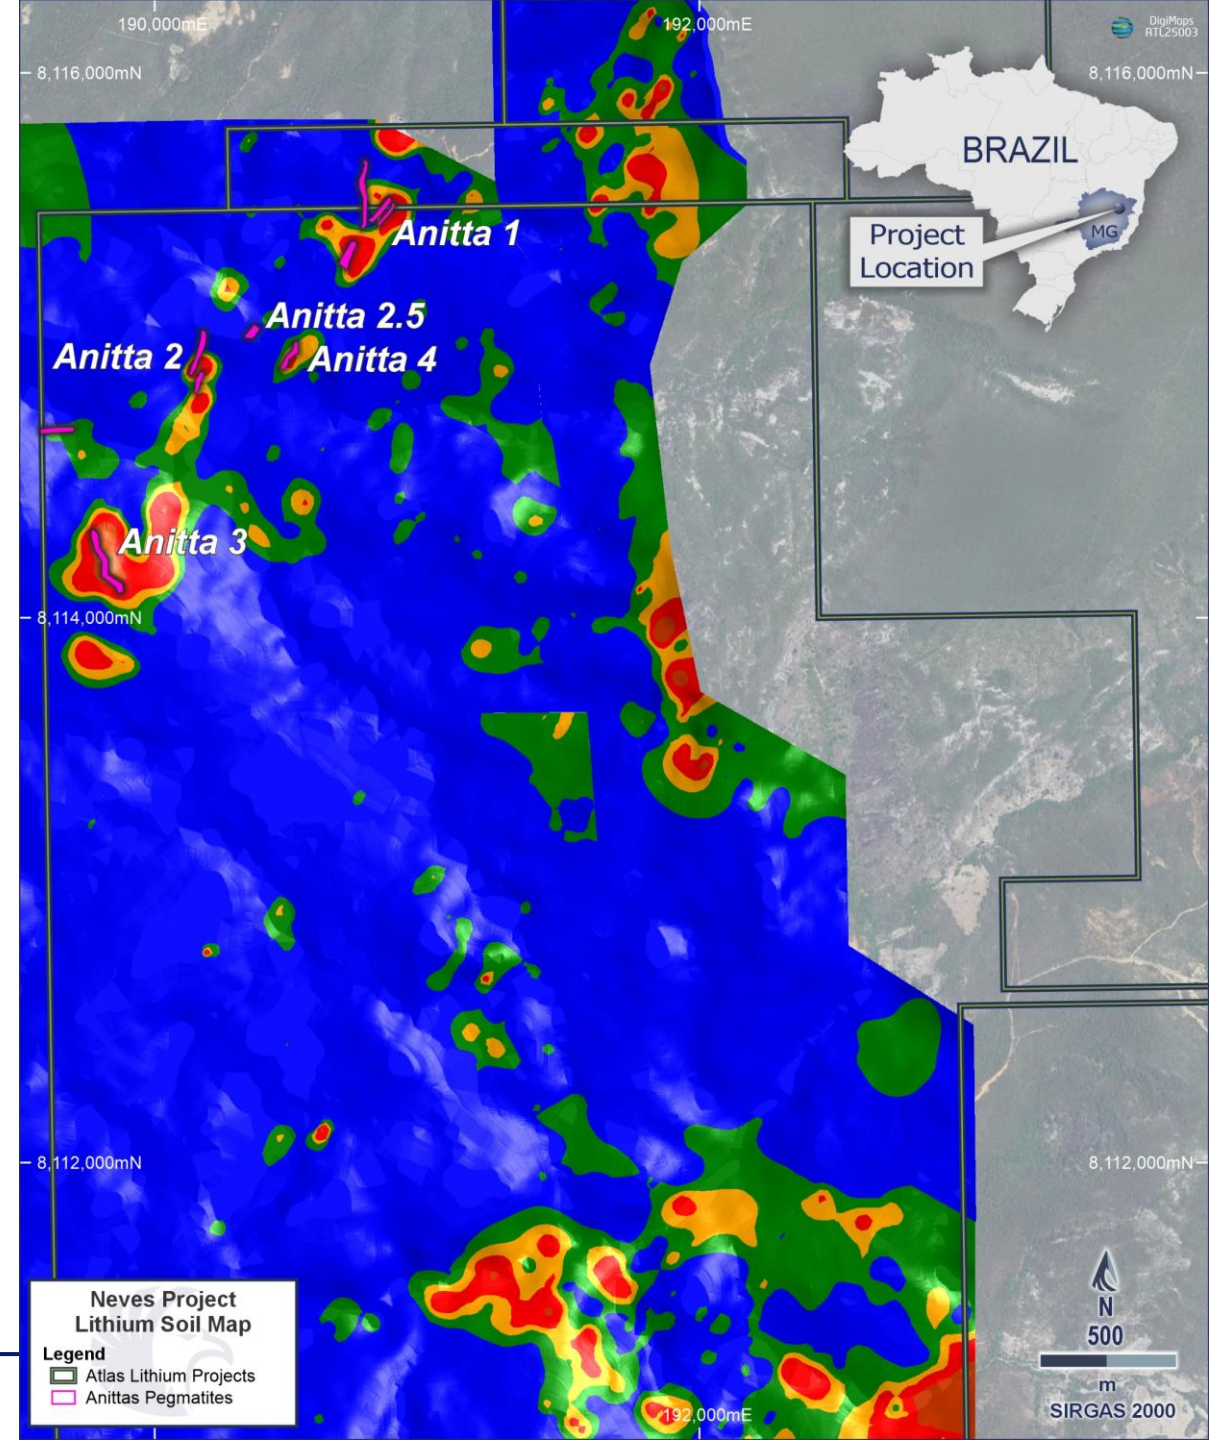 190,000mE
192,000mE
DigiMaps
ATL25003
8,116,000mN
8,116,000mN
BRAZIL
MG
Project
Location
Anitta 1
Anitta 2.5
Anitta 2
Anitta 4
Anitta 3
8,114,000mN
8,112,000mN
8,112,000mN
Neves Project
Lithium Soil Map
Legend
Atlas Lithium Projects
Anittas Pegmatites
N
500
m
SIRGAS 2000
192,000mE